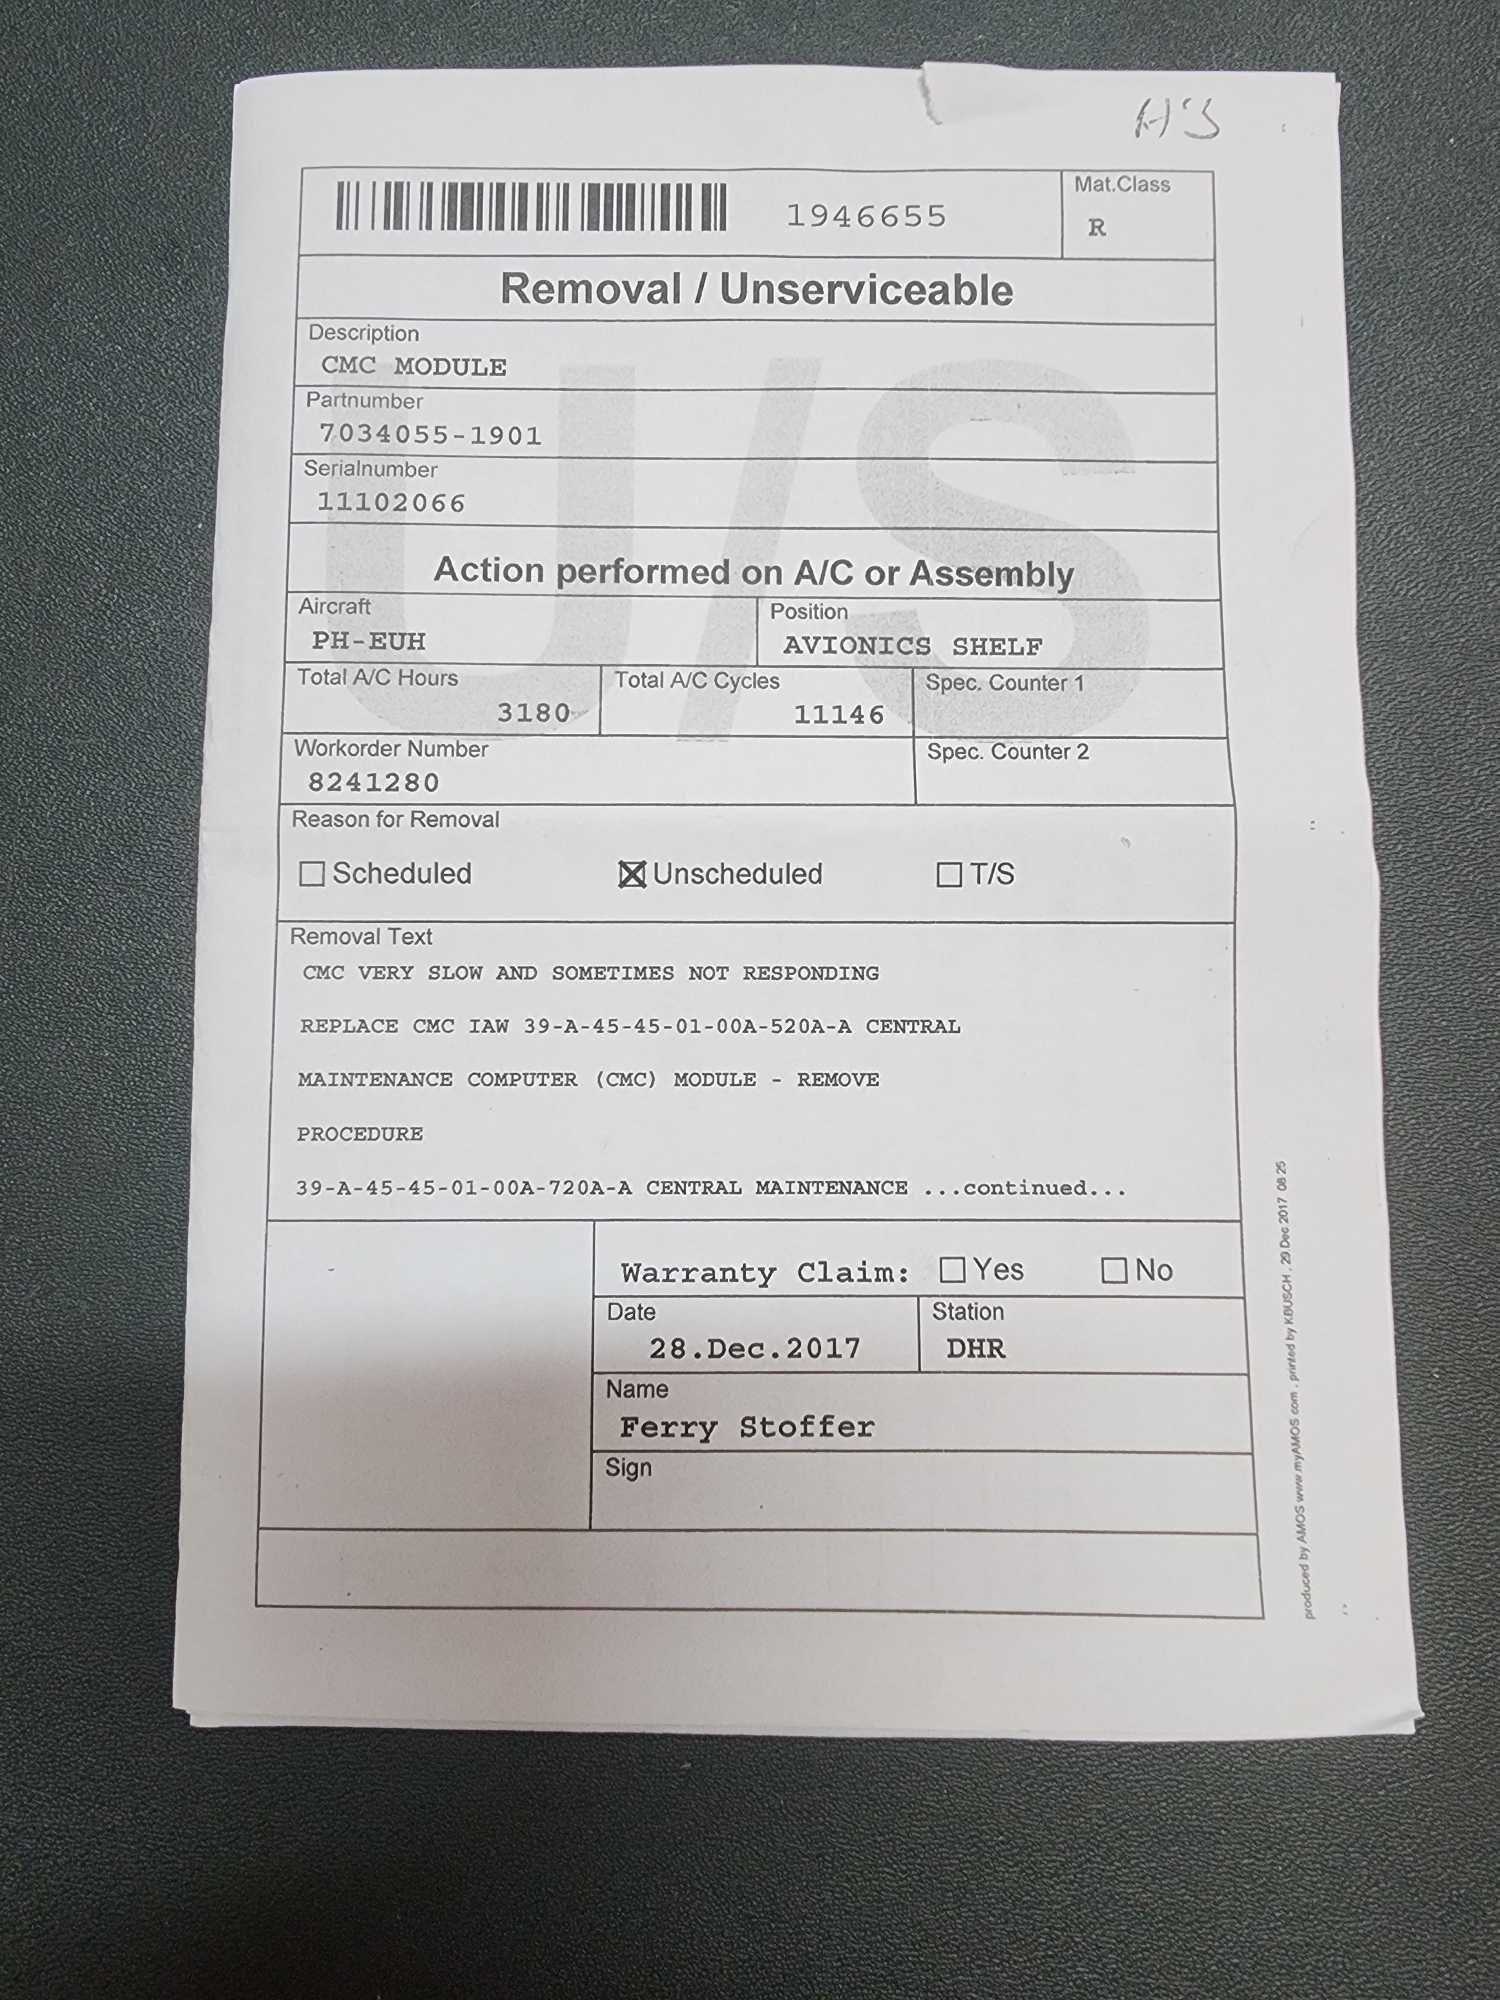 1946655
Mat.Class
R
Removal / Unserviceable
Description
CMC MODULE
Partnumber
7034055-1901
Serialnumber
11102066
U/S
Action performed on A/C or Assembly
Aircraft
PH-EUH
Position
AVIONICS SHELF
Total A/C Hours
3180
Total A/C Cycles
11146
Spec. Counter 1
Workorder Number
8241280
Spec. Counter 2
Reason for Removal
Scheduled
Unscheduled
T/S
Removal Text
CMC VERY SLOW AND SOMETIMES NOT RESPONDING
REPLACE CMC IAW 39-A-45-45-01-00A-520A-A CENTRAL
MAINTENANCE COMPUTER (CMC) MODULE - REMOVE
PROCEDURE
39-A-45-45-01-00A-720A-A CENTRAL MAINTENANCE ...continued...
Warranty Claim: Yes No
Date
28.Dec.2017
Station
DHR
Name
Ferry Stoffer
Sign
produced by AMOS www.myAMOS com . printed by KBUSCH , 29 Dec 2017 08 25